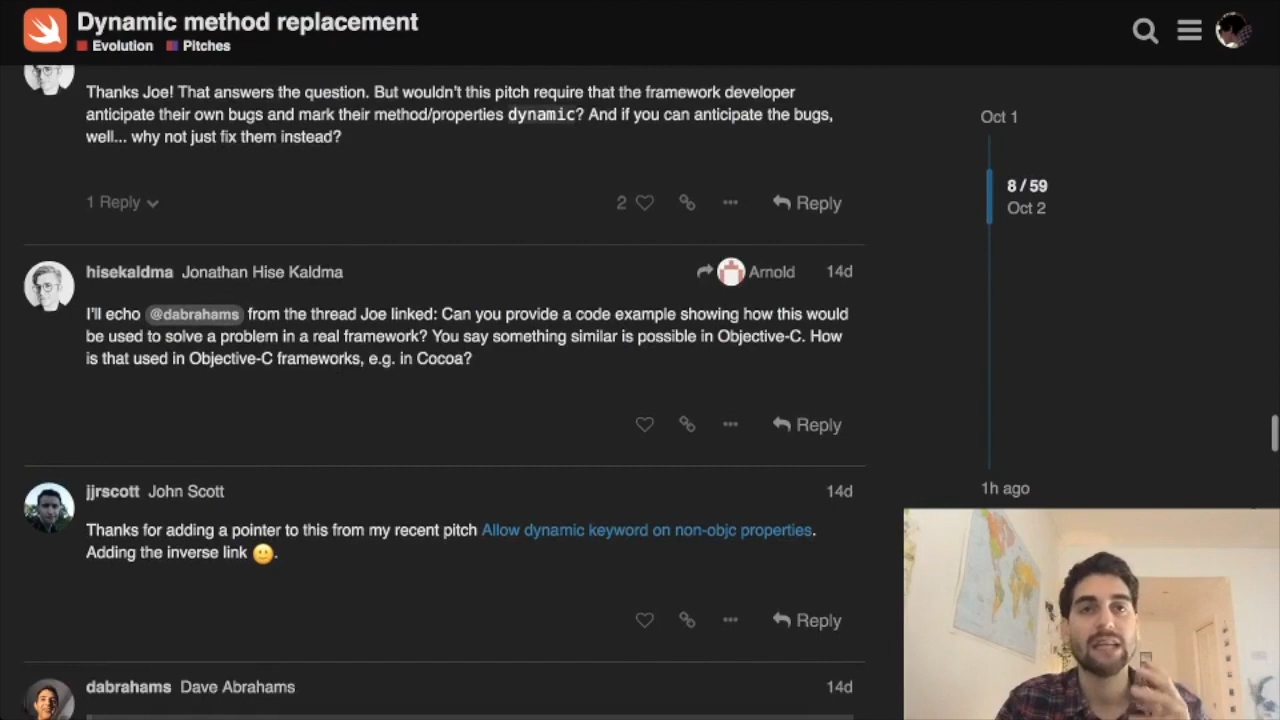 Dynamic method replacement
Evolution Pitches
Thanks Joe! That answers the question. But wouldn't this pitch require that the framework developer
anticipate their own bugs and mark their method/properties dynamic? And if you can anticipate the bugs,
well... why not just fix them instead?
1 Reply
2
Reply
Oct 1
8 / 59
Oct 2
hisekaldma Jonathan Hise Kaldma
Arnold 14d
I'll echo @dabrahams from the thread Joe linked: Can you provide a code example showing how this would
be used to solve a problem in a real framework? You say something similar is possible in Objective-C. How
is that used in Objective-C frameworks, e.g. in Cocoa?
Reply
jjrscott John Scott
14d
1h ago
Thanks for adding a pointer to this from my recent pitch Allow dynamic keyword on non-objc properties.
Adding the inverse link 🙂.
Reply
dabrahams Dave Abrahams
14d